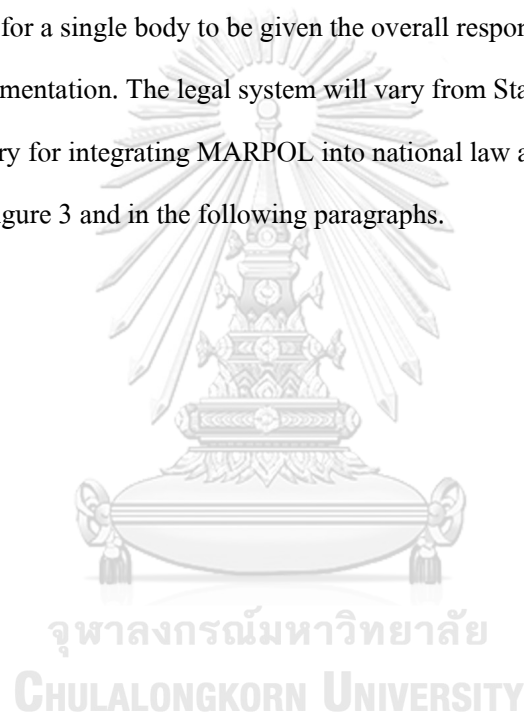 for a single body to be given the overall respon
mentation. The legal system will vary from Sta
ry for integrating MARPOL into national law a
gure 3 and in the following paragraphs.
จุฬาลงกรณ์มหาวิทยาลัย
CHULALONGKORN UNIVERSITY